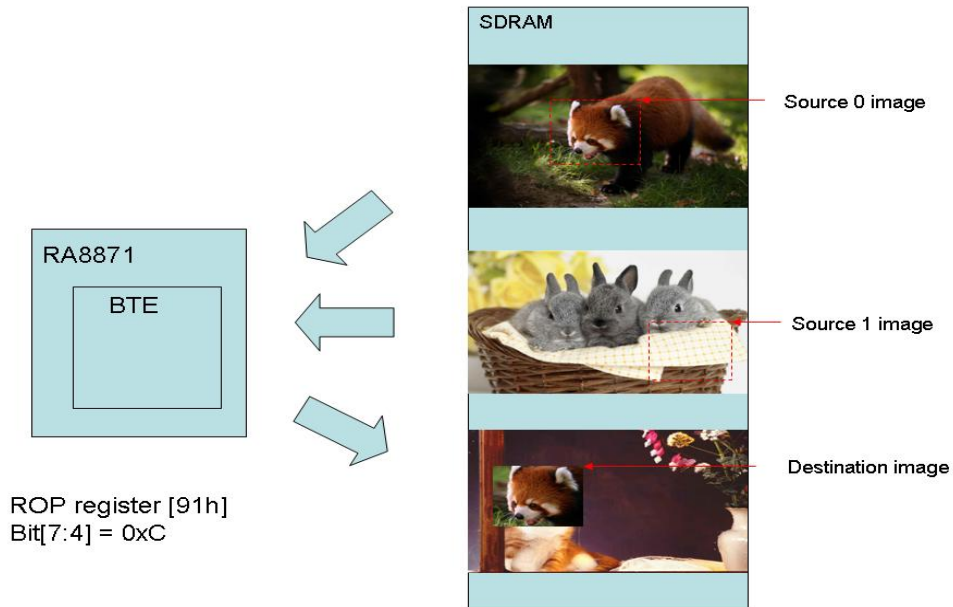 SDRAM
Source 0 image
RA8871
BTE
Source 1 image
Destination image
ROP register [91h]
Bit[7:4] = 0xC